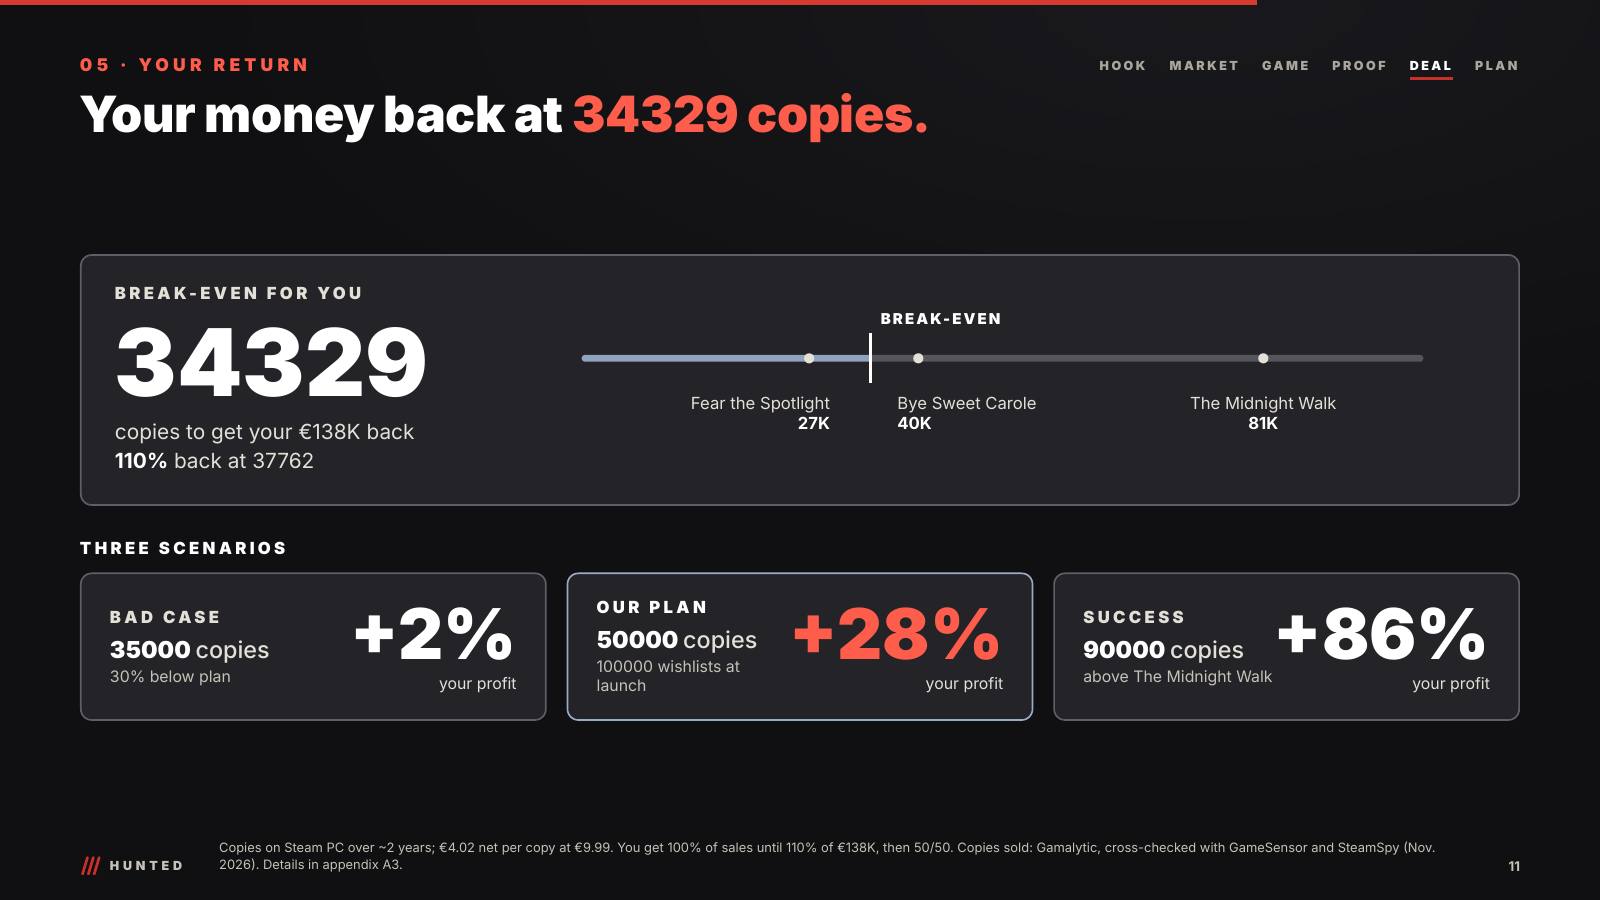 05 · YOUR RETURN
HOOK MARKET GAME PROOF DEAL PLAN
Your money back at 34329 copies.
BREAK-EVEN FOR YOU
34329
copies to get your €138K back
110% back at 37762
BREAK-EVEN
Fear the Spotlight
27K
Bye Sweet Carole
40K
The Midnight Walk
81K
THREE SCENARIOS
BAD CASE
35000 copies
30% below plan
+2%
your profit
OUR PLAN
50000 copies
100000 wishlists at
launch
+28%
your profit
SUCCESS
90000 copies
above The Midnight Walk
+86%
your profit
HUNTED
Copies on Steam PC over ~2 years; €4.02 net per copy at €9.99. You get 100% of sales until 110% of €138K, then 50/50. Copies sold: Gamalytic, cross-checked with GameSensor and SteamSpy (Nov.
2026). Details in appendix A3.
11